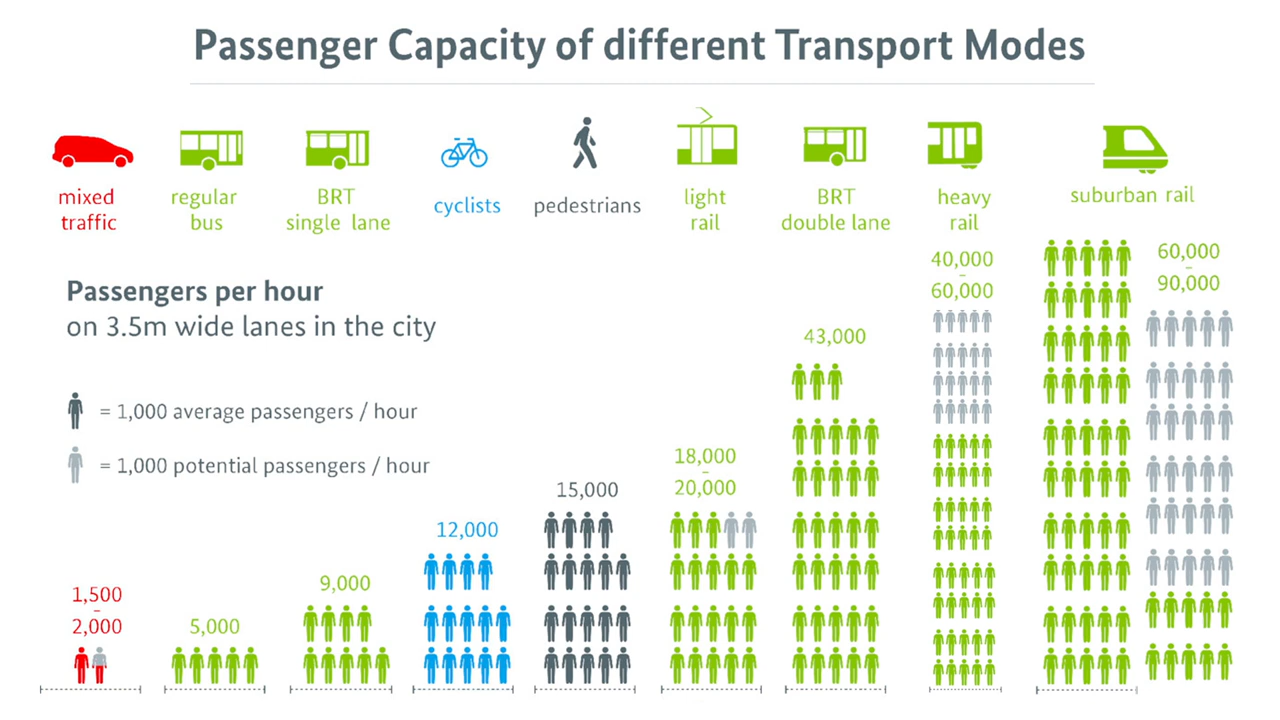 Passenger Capacity of different Transport Modes
mixed
traffic
regular
bus
BRT
single lane
cyclists
pedestrians
light
rail
BRT
double lane
heavy
rail
suburban rail
Passengers per hour
on 3.5m wide lanes in the city
= 1,000 average passengers / hour
= 1,000 potential passengers / hour
1,500
–
2,000
5,000
9,000
12,000
15,000
18,000
–
20,000
43,000
40,000
–
60,000
60,000
–
90,000